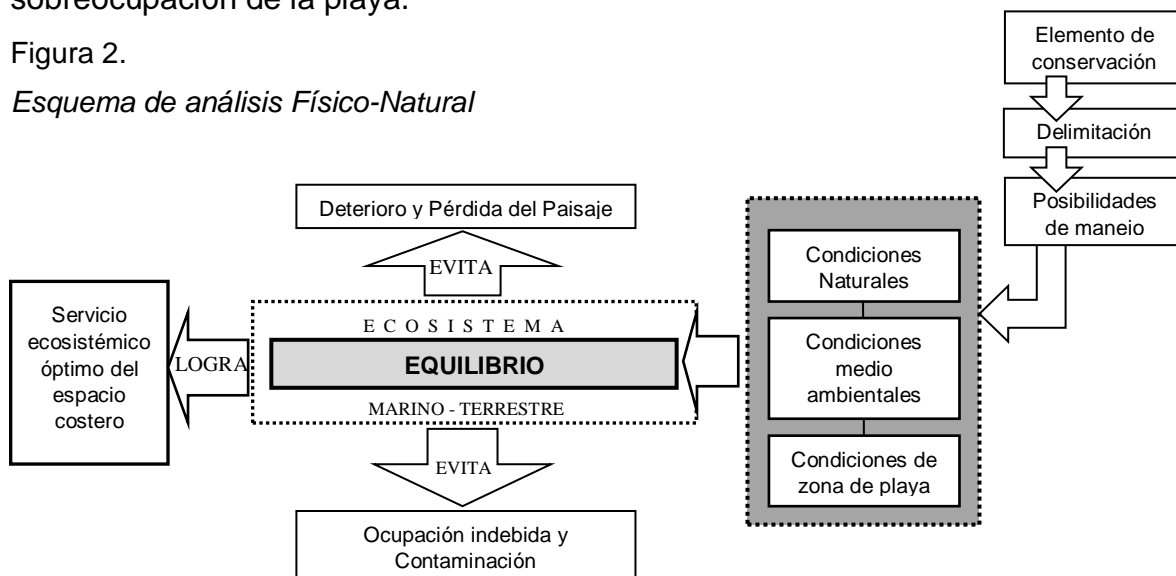 sobreocupación de la playa.
Figura 2.
Esquema de análisis Físico-Natural
Elemento de
conservación
Delimitación
Posibilidades
de manejo
Deterioro y Pérdida del Paisaje
EVITA
Condiciones
Naturales
Condiciones
medio
ambientales
Condiciones de
zona de playa
Servicio
ecosistémico
óptimo del
espacio
costero
LOGRA
E C O S I S T E M A
EQUILIBRIO
MARINO - TERRESTRE
EVITA
Ocupación indebida y
Contaminación